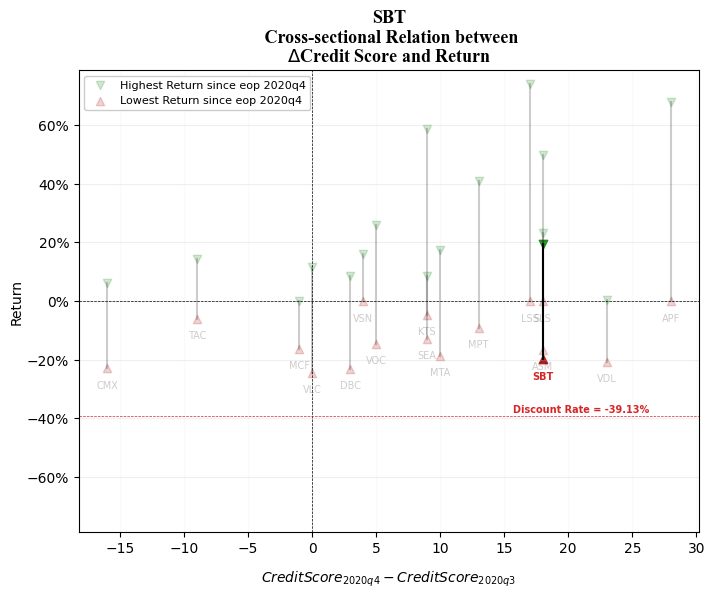 SBT
Cross-sectional Relation between
ΔCredit Score and Return
Highest Return since eop 2020q4
Lowest Return since eop 2020q4
60%
40%
20%
0%
−20%
−40%
−60%
Return
VSN
LSS
SLS
APF
TAC
KTS
MPT
MCF
VOC
SEA
ASM
CMX
VLC
DBC
MTA
SBT
VDL
Discount Rate = -39.13%
−15
−10
−5
0
5
10
15
20
25
30
CreditScore2020q4 − CreditScore2020q3